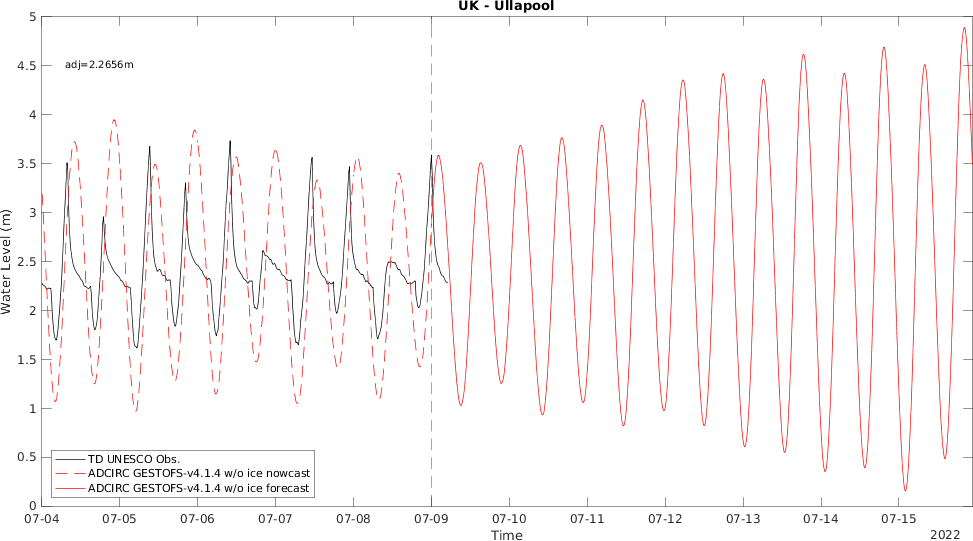 UK - Ullapool
5
4.5
4
3.5
3
2.5
2
1.5
1
0.5
0
Water Level (m)
adj=2.2656m
TD UNESCO Obs.
ADCIRC GESTOFS-v4.1.4 w/o ice nowcast
ADCIRC GESTOFS-v4.1.4 w/o ice forecast
07-04 07-05 07-06 07-07 07-08 07-09 07-10 07-11 07-12 07-13 07-14 07-15
Time
2022